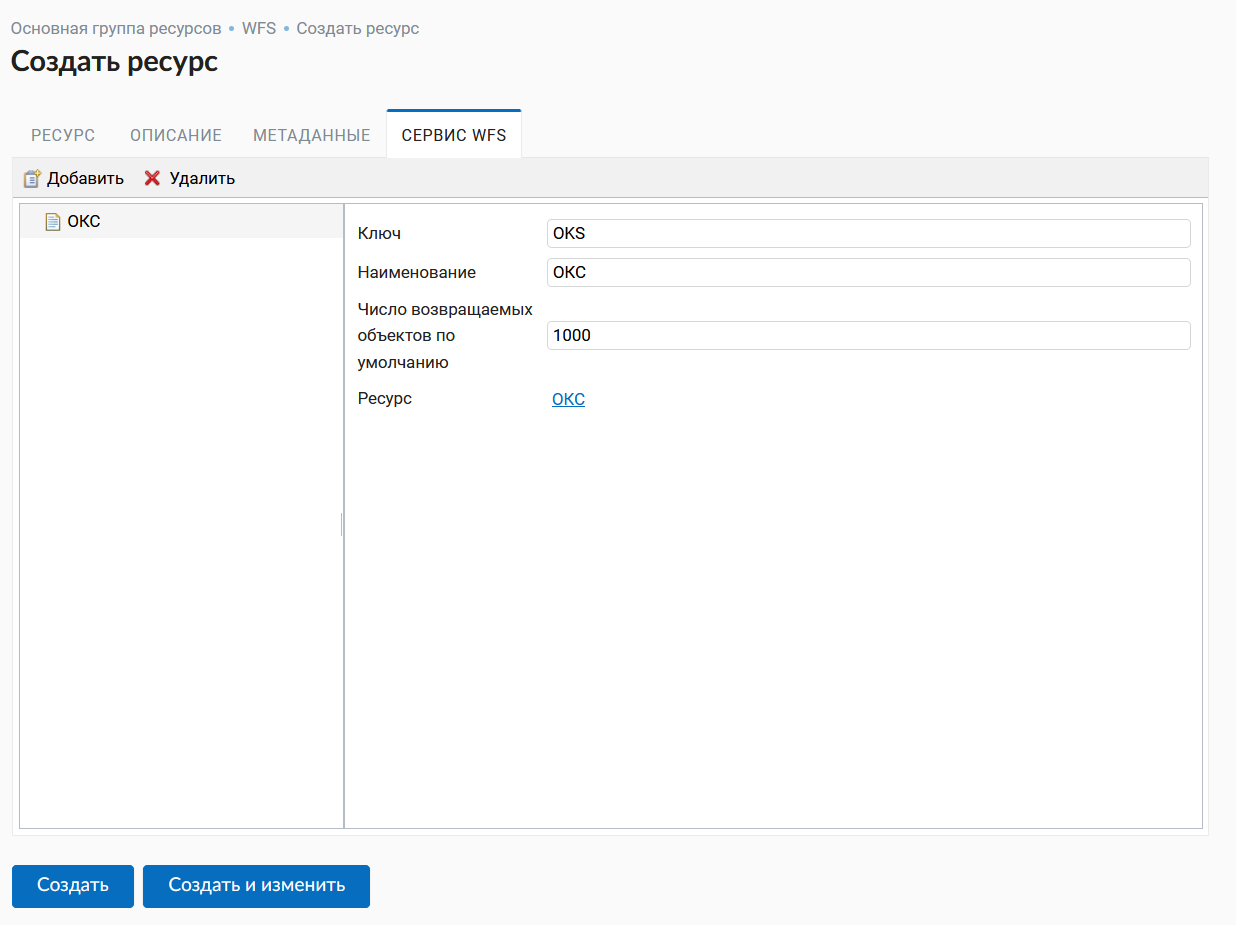 Основная группа ресурсов • WFS • Создать ресурс
Создать ресурс
РЕСУРС ОПИСАНИЕ МЕТАДАННЫЕ СЕРВИС WFS
Добавить Удалить
ОКС
Ключ OKS
Наименование ОКС
Число возвращаемых
объектов по
умолчанию
1000
Ресурс ОКС
Создать Создать и изменить